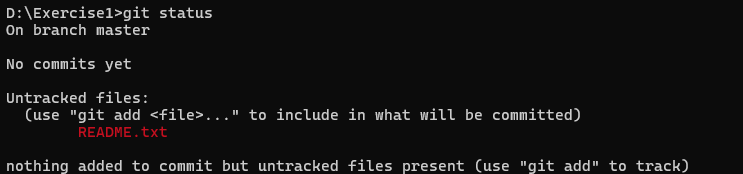 D:\Exercise1>git status
On branch master
No commits yet
Untracked files:
  (use "git add <file>..." to include in what will be committed)
        README.txt
nothing added to commit but untracked files present (use "git add" to track)